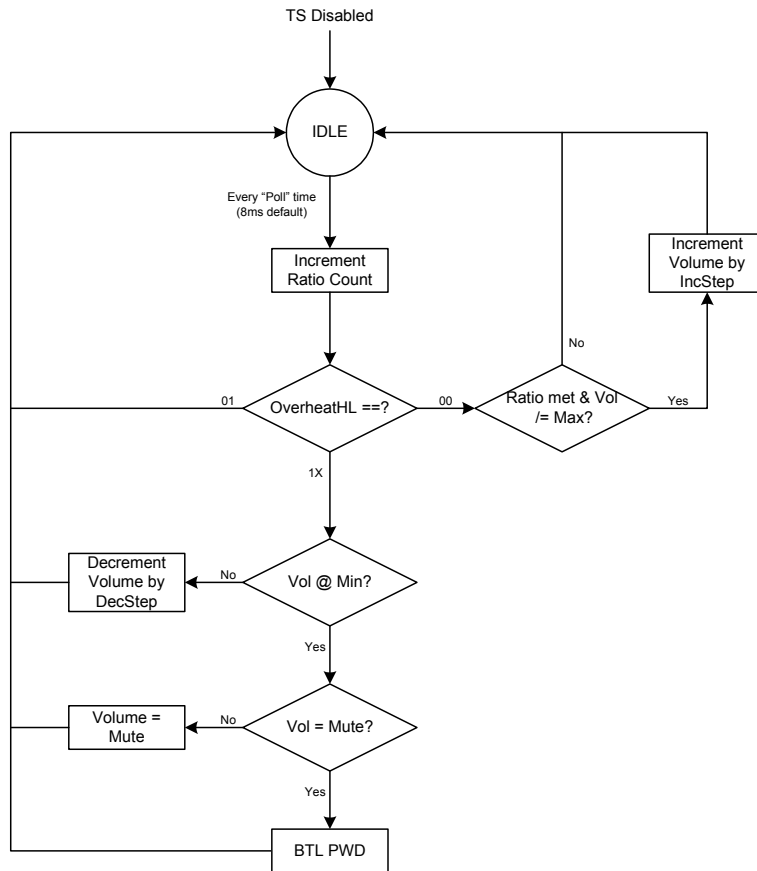 TS Disabled
IDLE
Every “Poll” time
(8ms default)
Increment
Ratio Count
Increment
Volume by
IncStep
No
01
OverheatHL ==?
00
Ratio met & Vol
/= Max?
Yes
1X
Decrement
Volume by
DecStep
No
Vol @ Min?
Yes
Volume =
Mute
No
Vol = Mute?
Yes
BTL PWD